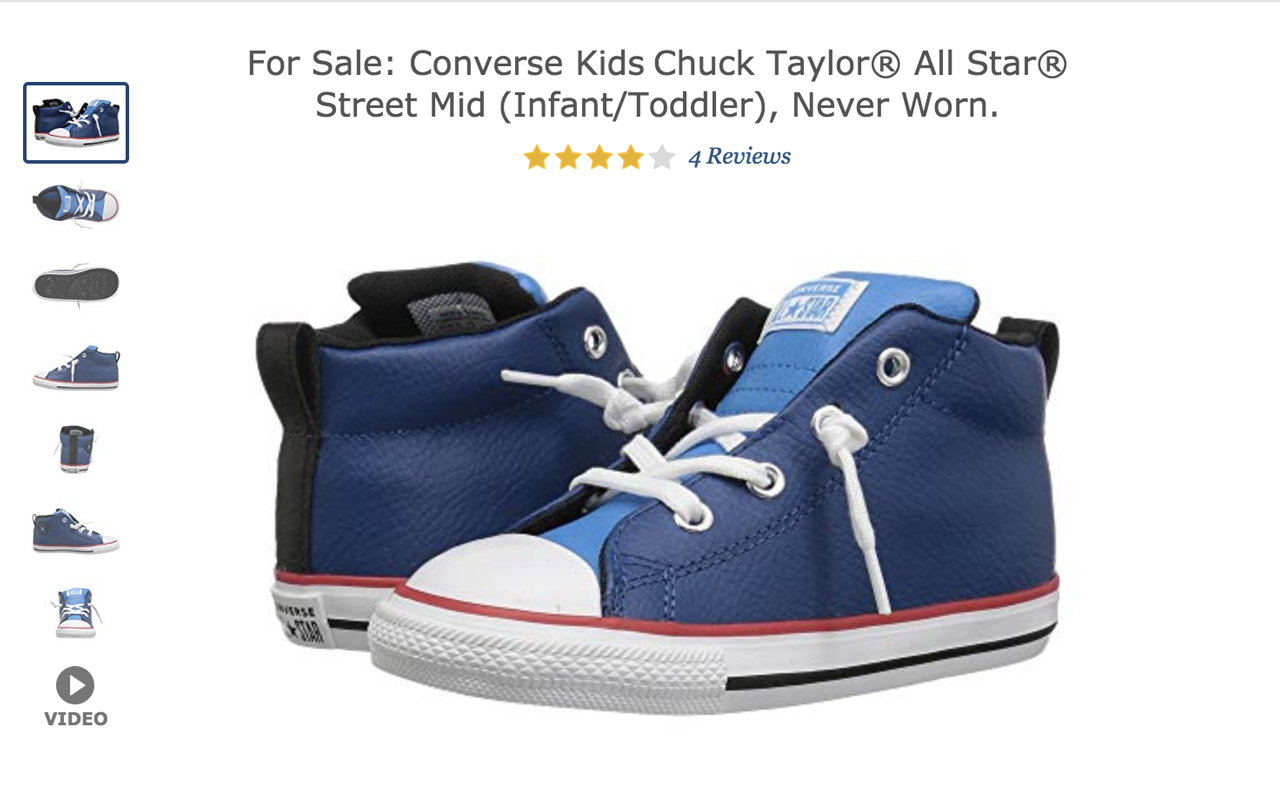 For Sale: Converse Kids Chuck Taylor® All Star®
Street Mid (Infant/Toddler), Never Worn.
4 Reviews
CONVERSE
ALL★STAR
CONVERSE
★STAR
VIDEO